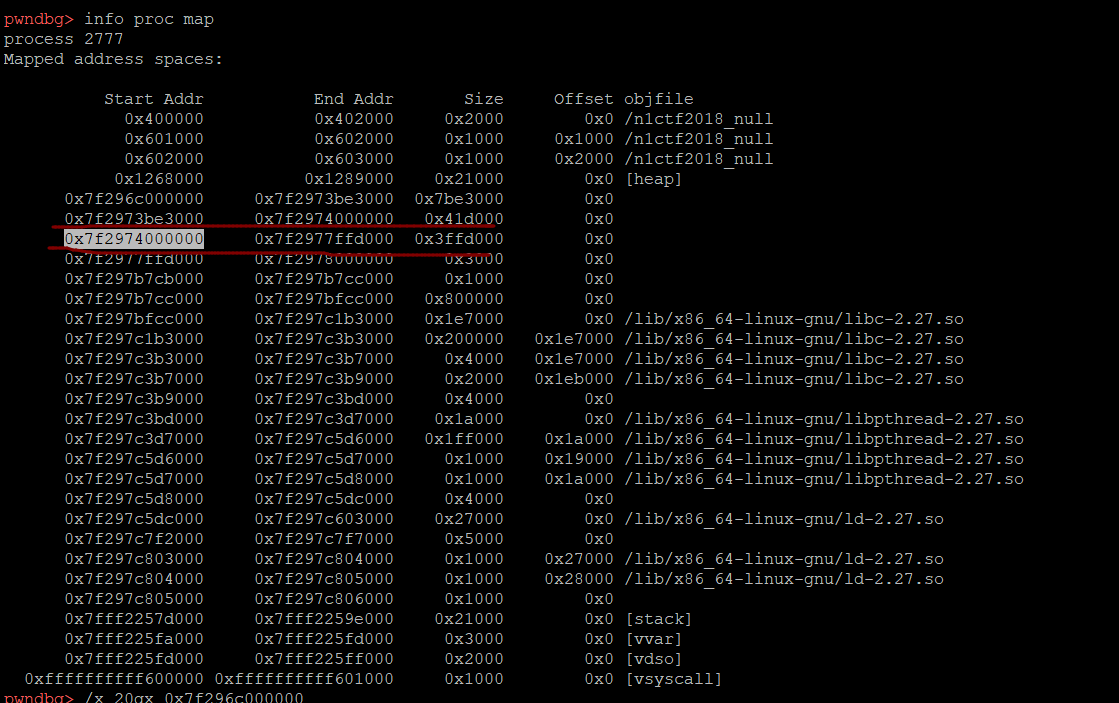 pwndbg> info proc map
process 2777
Mapped address spaces:
Start Addr End Addr Size Offset objfile
0x400000 0x402000 0x2000 0x0 /n1ctf2018_null
0x601000 0x602000 0x1000 0x1000 /n1ctf2018_null
0x602000 0x603000 0x1000 0x2000 /n1ctf2018_null
0x1268000 0x1289000 0x21000 0x0 [heap]
0x7f296c000000 0x7f2973be3000 0x7be3000 0x0
0x7f2973be3000 0x7f2974000000 0x41d000 0x0
0x7f2974000000 0x7f2977ffd000 0x3ffd000 0x0
0x7f2977ffd000 0x7f2978000000 0x3000 0x0
0x7f297b7cb000 0x7f297b7cc000 0x1000 0x0
0x7f297b7cc000 0x7f297bfcc000 0x800000 0x0
0x7f297bfcc000 0x7f297c1b3000 0x1e7000 0x0 /lib/x86_64-linux-gnu/libc-2.27.so
0x7f297c1b3000 0x7f297c3b3000 0x200000 0x1e7000 /lib/x86_64-linux-gnu/libc-2.27.so
0x7f297c3b3000 0x7f297c3b7000 0x4000 0x1e7000 /lib/x86_64-linux-gnu/libc-2.27.so
0x7f297c3b7000 0x7f297c3b9000 0x2000 0x1eb000 /lib/x86_64-linux-gnu/libc-2.27.so
0x7f297c3b9000 0x7f297c3bd000 0x4000 0x0
0x7f297c3bd000 0x7f297c3d7000 0x1a000 0x0 /lib/x86_64-linux-gnu/libpthread-2.27.so
0x7f297c3d7000 0x7f297c5d6000 0x1ff000 0x1a000 /lib/x86_64-linux-gnu/libpthread-2.27.so
0x7f297c5d6000 0x7f297c5d7000 0x1000 0x19000 /lib/x86_64-linux-gnu/libpthread-2.27.so
0x7f297c5d7000 0x7f297c5d8000 0x1000 0x1a000 /lib/x86_64-linux-gnu/libpthread-2.27.so
0x7f297c5d8000 0x7f297c5dc000 0x4000 0x0
0x7f297c5dc000 0x7f297c603000 0x27000 0x0 /lib/x86_64-linux-gnu/ld-2.27.so
0x7f297c7f2000 0x7f297c7f7000 0x5000 0x0
0x7f297c803000 0x7f297c804000 0x1000 0x27000 /lib/x86_64-linux-gnu/ld-2.27.so
0x7f297c804000 0x7f297c805000 0x1000 0x28000 /lib/x86_64-linux-gnu/ld-2.27.so
0x7f297c805000 0x7f297c806000 0x1000 0x0
0x7fff2257d000 0x7fff2259e000 0x21000 0x0 [stack]
0x7fff225fa000 0x7fff225fd000 0x3000 0x0 [vvar]
0x7fff225fd000 0x7fff225ff000 0x2000 0x0 [vdso]
0xffffffffff600000 0xffffffffff601000 0x1000 0x0 [vsyscall]
pwndbg> /x 20gx 0x7f296c000000